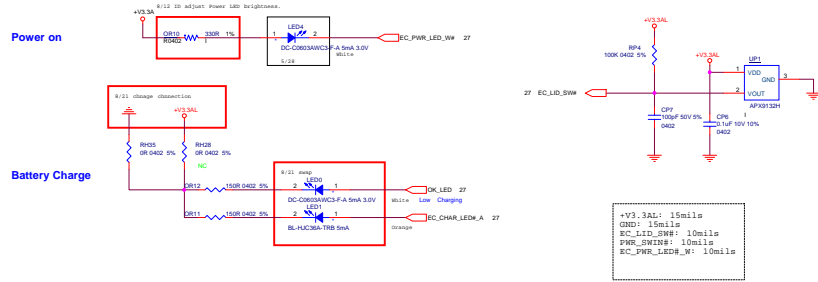 8/12 ID adjust Power LED brightness.
+V3.3A
Power on
OR10 330R 1%
R0402 I
LED4
1 2
DC-C0603AWC3-F-A 5mA 3.0V
White
5/28
EC_PWR_LED_W# 27
8/21 chnage chnnection
+V3.3AL
RH35
0R 0402 5%
RH28
0R 0402 5%
NC
Battery Charge
8/21 swap
LED0
OR12 150R 0402 5%
2 1
OK_LED 27
DC-C0603AWC3-F-A 5mA 3.0V
White Low Charging
LED1
OR11 150R 0402 5%
2 1
EC_CHAR_LED#_A 27
BL-HJC36A-TRB 5mA
Orange
+V3.3AL
RP4
100K 0402 5%
+V3.3AL
UP1
1 VDD
GND 3
2 VOUT
APX9132H
I
27 EC_LID_SW#
CP7
100pF 50V 5%
0402
CP6
0.1uF 10V 10%
0402
+V3.3AL: 15mils
GND: 15mils
EC_LID_SW#: 10mils
PWR_SWIN#: 10mils
EC_PWR_LED#_W: 10mils